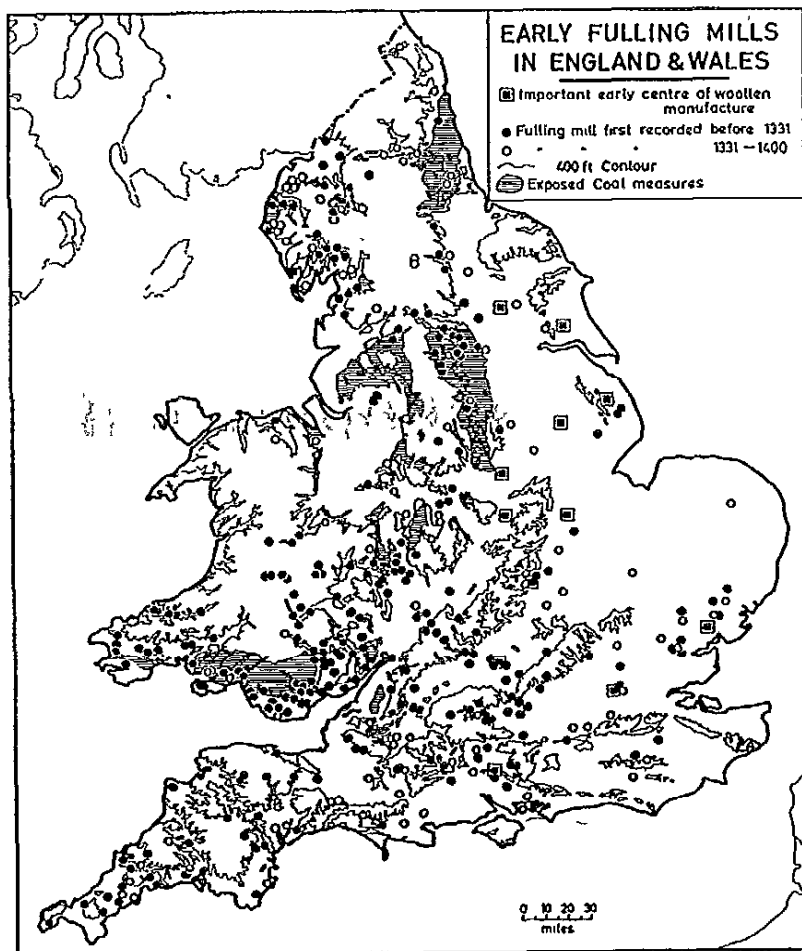 EARLY FULLING MILLS
IN ENGLAND & WALES
Important early centre of woollen
manufacture
Fulling mill first recorded before 1331
" " " 1331–1400
400 ft Contour
Exposed Coal measures
0 10 20 30
miles